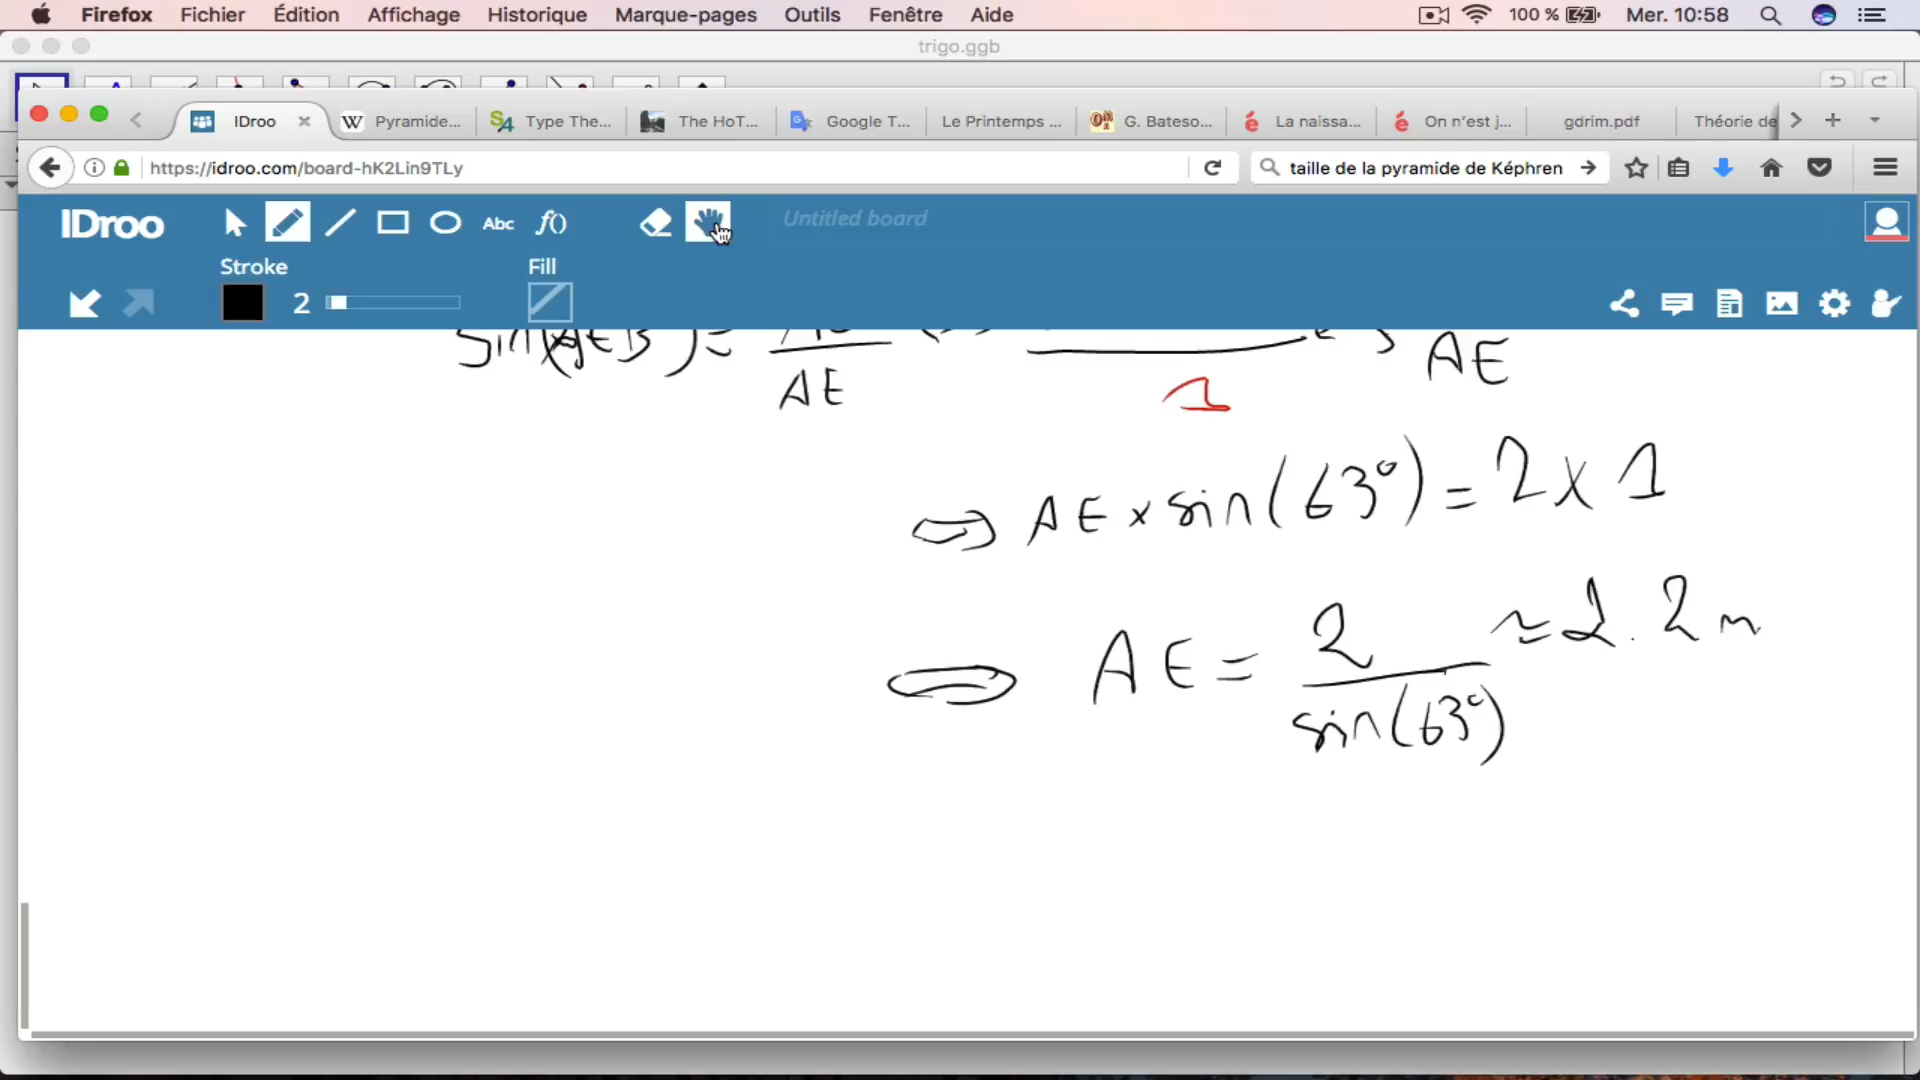 Firefox Fichier Édition Affichage Historique Marque-pages Outils Fenêtre Aide 100 % Mer. 10:58
trigo.ggb
IDroo Pyramide... Type The... The HoT... Google T... Le Printemps ... G. Bateso... La naissa... On n'est j... gdrim.pdf Théorie de
https://idroo.com/board-hK2Lin9TLy taille de la pyramide de Képhren
IDroo Abc f() Untitled board
Stroke Fill
2
AE AE
1
⇔ AE × sin(63°) = 2 × 1
⇔ AE = 2 ≈ 2.2 m
sin(63°)